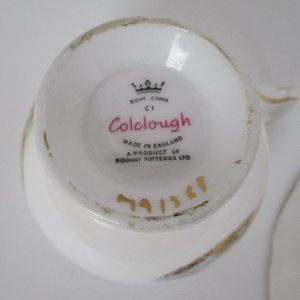 BONE CHINA
C7
Colclough
MADE IN ENGLAND
A PRODUCT OF
RIDGWAY POTTERIES LTD